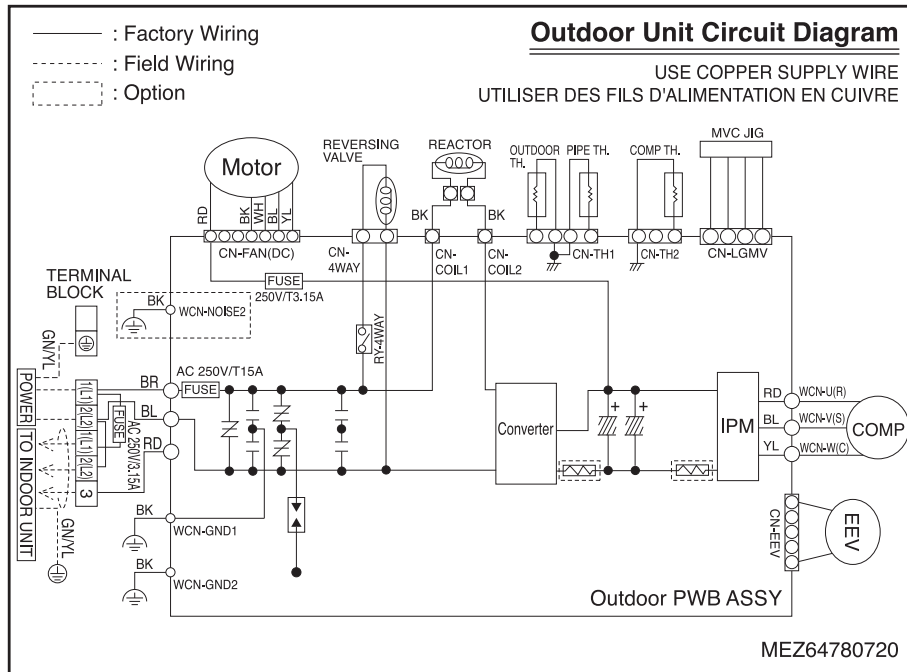 : Factory Wiring
: Field Wiring
: Option
Outdoor Unit Circuit Diagram
USE COPPER SUPPLY WIRE
UTILISER DES FILS D'ALIMENTATION EN CUIVRE
Motor
RD
BK
WH
BL
YL
CN-FAN(DC)
REVERSING
VALVE
CN-
4WAY
REACTOR
BK
BK
CN-
COIL1
CN-
COIL2
OUTDOOR
TH.
PIPE TH.
CN-TH1
COMP TH.
CN-TH2
MVC JIG
CN-LGMV
FUSE
250V/T3.15A
TERMINAL
BLOCK
BK
WCN-NOISE2
GN/YL
RY-4WAY
POWER
TO INDOOR UNIT
1(L1)
2(L2)
1(L1)
2(L2)
3
FUSE
AC 250V/3.15A
BR
BL
RD
AC 250V/T15A
FUSE
GN/YL
BK
WCN-GND1
BK
WCN-GND2
Converter
+
+
IPM
RD
WCN-U(R)
BL
WCN-V(S)
YL
WCN-W(C)
COMP
CN-EEV
EEV
Outdoor PWB ASSY
MEZ64780720